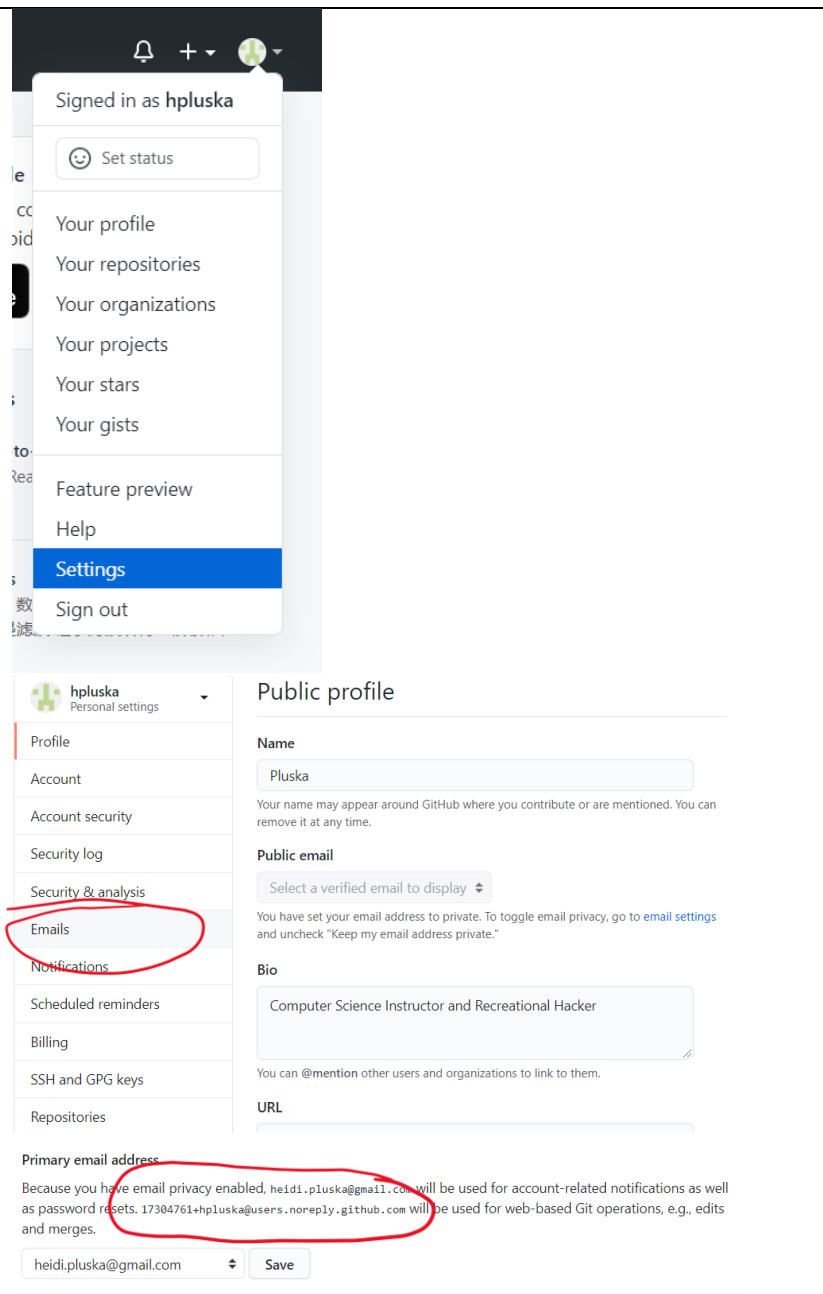 Signed in as hpluska
Set status
le
Your profile
Your repositories
Your organizations
Your projects
Your stars
Your gists
to-
Rea
Feature preview
Help
Settings
数
Sign out
hpluska
Personal settings
Profile
Account
Account security
Security log
Security & analysis
Emails
Notifications
Scheduled reminders
Billing
SSH and GPG keys
Repositories
Public profile
Name
Pluska
Your name may appear around GitHub where you contribute or are mentioned. You can
remove it at any time.
Public email
Select a verified email to display
You have set your email address to private. To toggle email privacy, go to email settings
and uncheck "Keep my email address private."
Bio
Computer Science Instructor and Recreational Hacker
You can @mention other users and organizations to link to them.
URL
Primary email address
Because you have email privacy enabled, heidi.pluska@gmail.com will be used for account-related notifications as well
as password resets. 17304761+hpluska@users.noreply.github.com will be used for web-based Git operations, e.g., edits
and merges.
heidi.pluska@gmail.com
Save